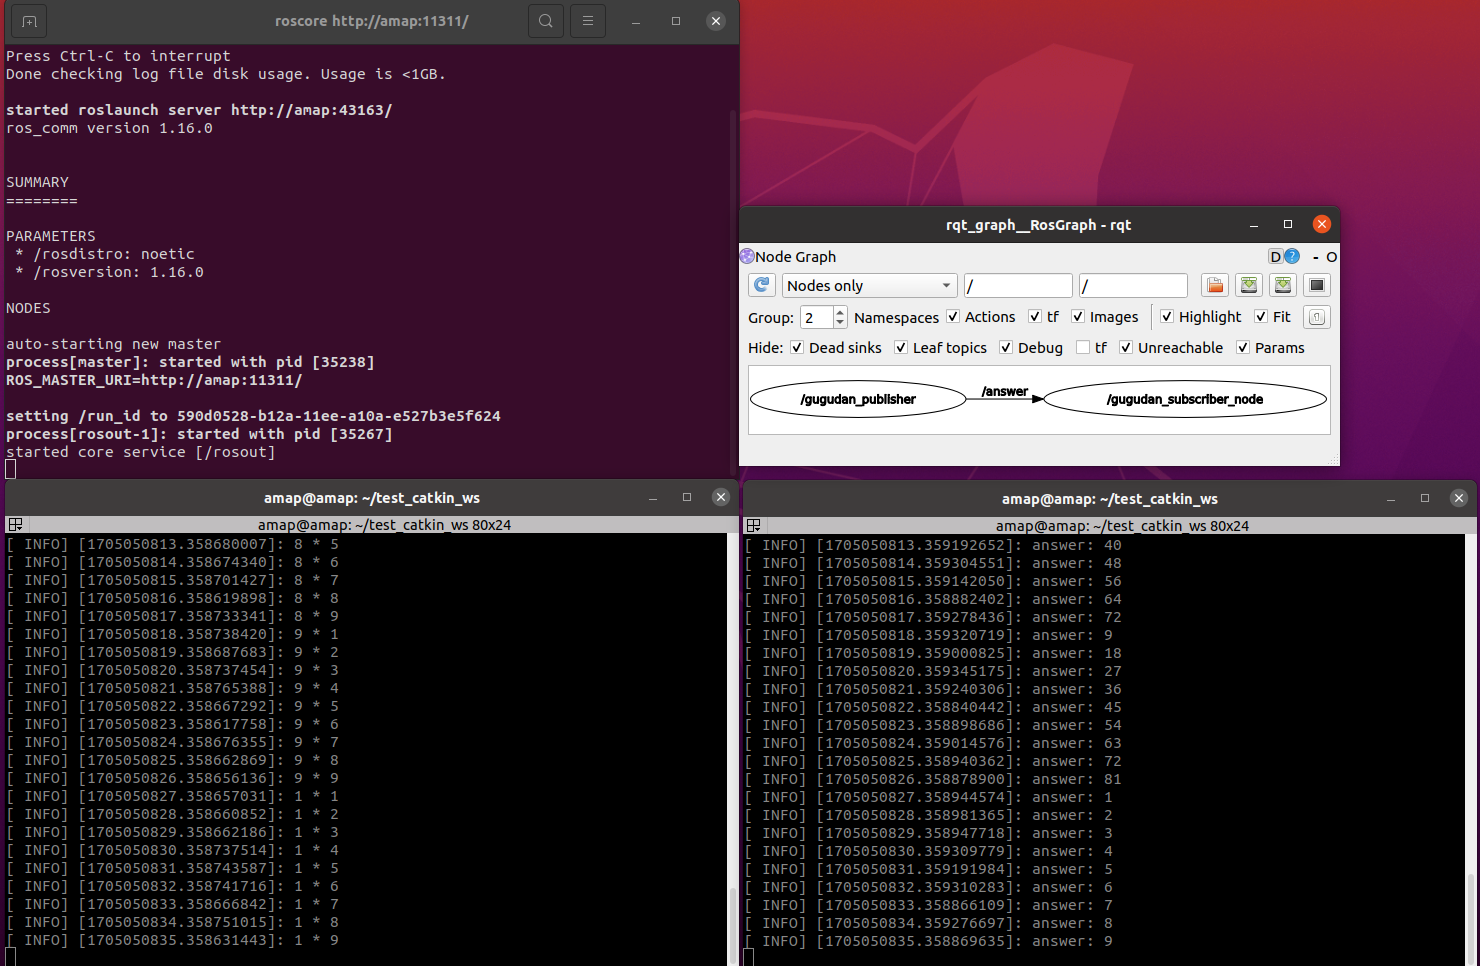 roscore http://amap:11311/
Press Ctrl-C to interrupt
Done checking log file disk usage. Usage is <1GB.
started roslaunch server http://amap:43163/
ros_comm version 1.16.0
SUMMARY
========
PARAMETERS
* /rosdistro: noetic
* /rosversion: 1.16.0
NODES
auto-starting new master
process[master]: started with pid [35238]
ROS_MASTER_URI=http://amap:11311/
setting /run_id to 590d0528-b12a-11ee-a10a-e527b3e5f624
process[rosout-1]: started with pid [35267]
started core service [/rosout]
rqt_graph__RosGraph - rqt
Node Graph
D ? - O
Nodes only / /
Group: 2 Namespaces Actions tf Images Highlight Fit
Hide: Dead sinks Leaf topics Debug tf Unreachable Params
/gugudan_publisher /answer /gugudan_subscriber_node
amap@amap: ~/test_catkin_ws
amap@amap: ~/test_catkin_ws 80x24
[ INFO] [1705050813.358680007]: 8 * 5
[ INFO] [1705050814.358674340]: 8 * 6
[ INFO] [1705050815.358701427]: 8 * 7
[ INFO] [1705050816.358619898]: 8 * 8
[ INFO] [1705050817.358733341]: 8 * 9
[ INFO] [1705050818.358738420]: 9 * 1
[ INFO] [1705050819.358687683]: 9 * 2
[ INFO] [1705050820.358737454]: 9 * 3
[ INFO] [1705050821.358765388]: 9 * 4
[ INFO] [1705050822.358667292]: 9 * 5
[ INFO] [1705050823.358617758]: 9 * 6
[ INFO] [1705050824.358676355]: 9 * 7
[ INFO] [1705050825.358662869]: 9 * 8
[ INFO] [1705050826.358656136]: 9 * 9
[ INFO] [1705050827.358657031]: 1 * 1
[ INFO] [1705050828.358660852]: 1 * 2
[ INFO] [1705050829.358662186]: 1 * 3
[ INFO] [1705050830.358737514]: 1 * 4
[ INFO] [1705050831.358743587]: 1 * 5
[ INFO] [1705050832.358741716]: 1 * 6
[ INFO] [1705050833.358666842]: 1 * 7
[ INFO] [1705050834.358751015]: 1 * 8
[ INFO] [1705050835.358631443]: 1 * 9
amap@amap: ~/test_catkin_ws
amap@amap: ~/test_catkin_ws 80x24
[ INFO] [1705050813.359192652]: answer: 40
[ INFO] [1705050814.359304551]: answer: 48
[ INFO] [1705050815.359142050]: answer: 56
[ INFO] [1705050816.358882402]: answer: 64
[ INFO] [1705050817.359278436]: answer: 72
[ INFO] [1705050818.359320719]: answer: 9
[ INFO] [1705050819.359000825]: answer: 18
[ INFO] [1705050820.359345175]: answer: 27
[ INFO] [1705050821.359240306]: answer: 36
[ INFO] [1705050822.358840442]: answer: 45
[ INFO] [1705050823.358898686]: answer: 54
[ INFO] [1705050824.359014576]: answer: 63
[ INFO] [1705050825.358940362]: answer: 72
[ INFO] [1705050826.358878900]: answer: 81
[ INFO] [1705050827.358944574]: answer: 1
[ INFO] [1705050828.358981365]: answer: 2
[ INFO] [1705050829.358947718]: answer: 3
[ INFO] [1705050830.359309779]: answer: 4
[ INFO] [1705050831.359191984]: answer: 5
[ INFO] [1705050832.359310283]: answer: 6
[ INFO] [1705050833.358866109]: answer: 7
[ INFO] [1705050834.359276697]: answer: 8
[ INFO] [1705050835.358869635]: answer: 9